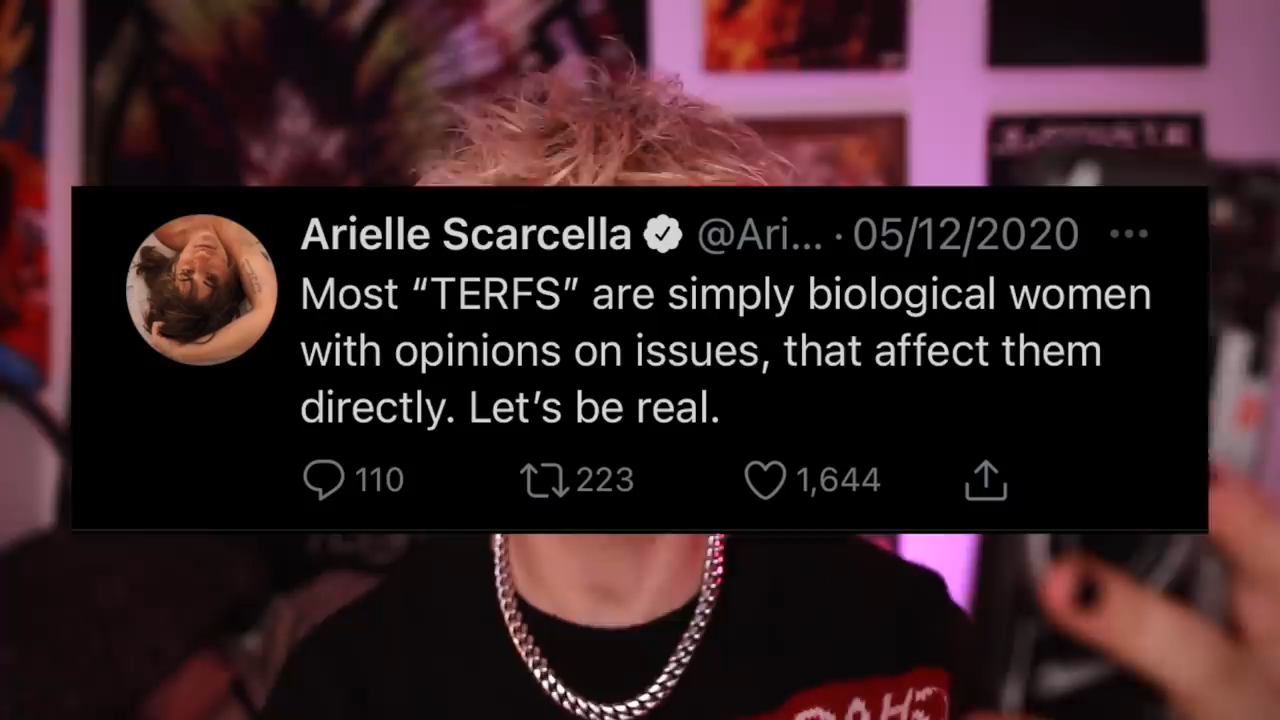 Arielle Scarcella @Ari... · 05/12/2020 ···
Most “TERFS” are simply biological women
with opinions on issues, that affect them
directly. Let’s be real.
110 223 1,644